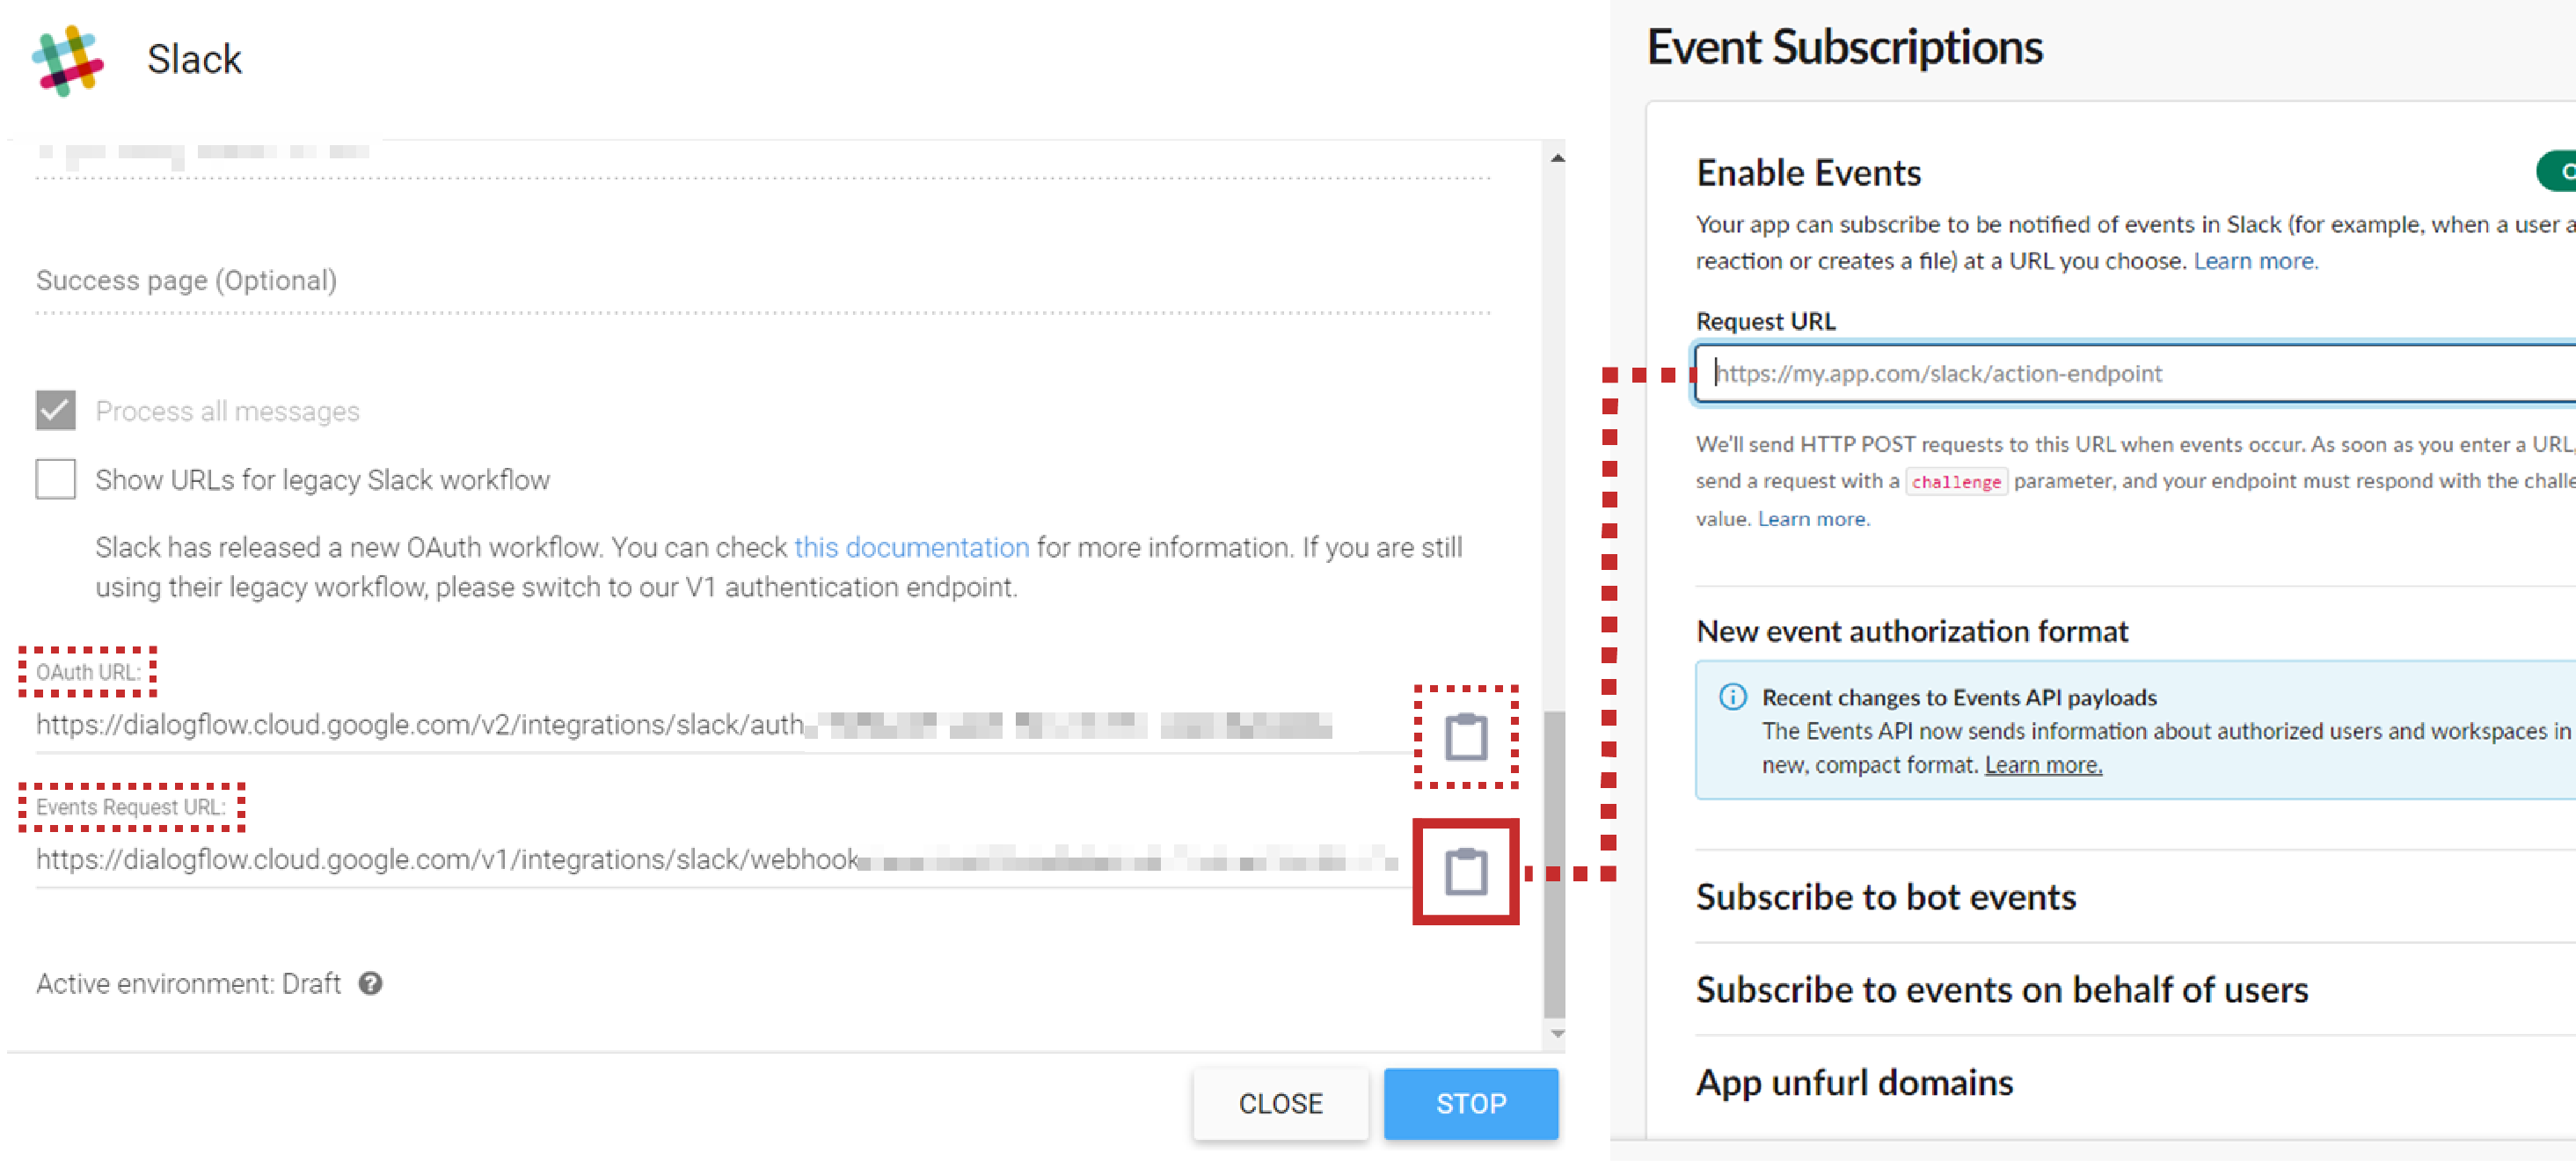 Slack
Success page (Optional)
Process all messages
Show URLs for legacy Slack workflow
Slack has released a new OAuth workflow. You can check this documentation for more information. If you are still
using their legacy workflow, please switch to our V1 authentication endpoint.
OAuth URL:
https://dialogflow.cloud.google.com/v2/integrations/slack/auth
Events Request URL:
https://dialogflow.cloud.google.com/v1/integrations/slack/webhook
Active environment: Draft
CLOSE
STOP
Event Subscriptions
Enable Events
Your app can subscribe to be notified of events in Slack (for example, when a user a
reaction or creates a file) at a URL you choose. Learn more.
Request URL
https://my.app.com/slack/action-endpoint
We'll send HTTP POST requests to this URL when events occur. As soon as you enter a URL,
send a request with a challenge parameter, and your endpoint must respond with the challe
value. Learn more.
New event authorization format
Recent changes to Events API payloads
The Events API now sends information about authorized users and workspaces in
new, compact format. Learn more.
Subscribe to bot events
Subscribe to events on behalf of users
App unfurl domains